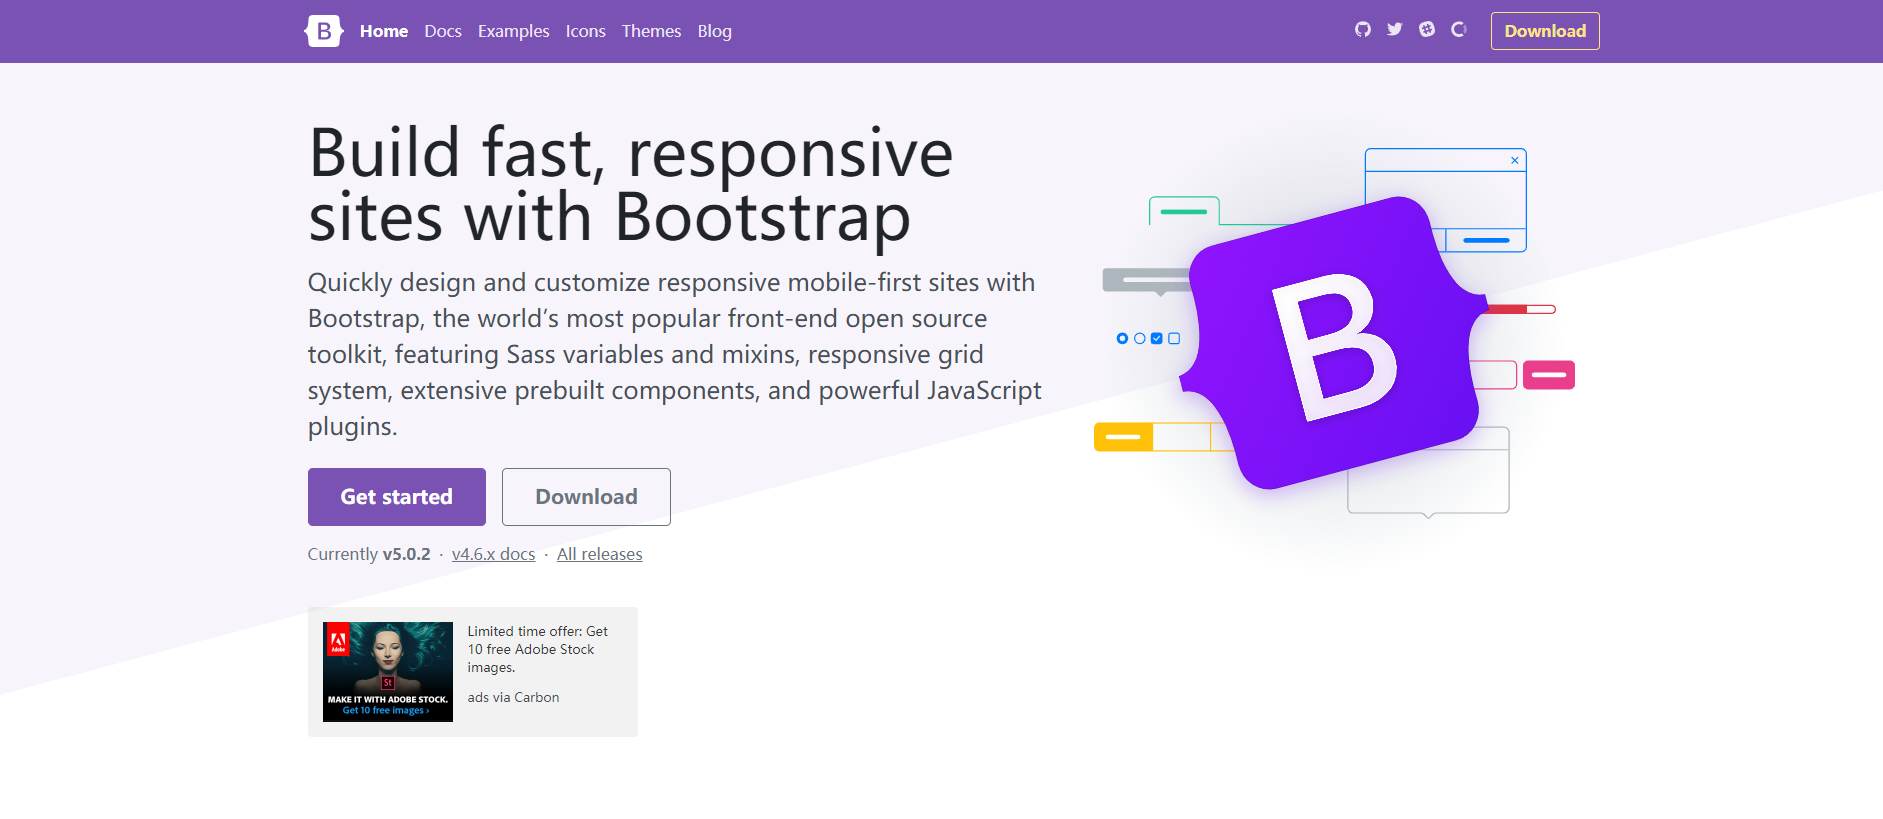 B Home Docs Examples Icons Themes Blog Download
Build fast, responsive
sites with Bootstrap
Quickly design and customize responsive mobile-first sites with
Bootstrap, the world’s most popular front-end open source
toolkit, featuring Sass variables and mixins, responsive grid
system, extensive prebuilt components, and powerful JavaScript
plugins.
Get started Download
Currently v5.0.2 · v4.6.x docs · All releases
B
Adobe
St
MAKE IT WITH ADOBE STOCK.
Get 10 free images ›
Limited time offer: Get
10 free Adobe Stock
images.
ads via Carbon